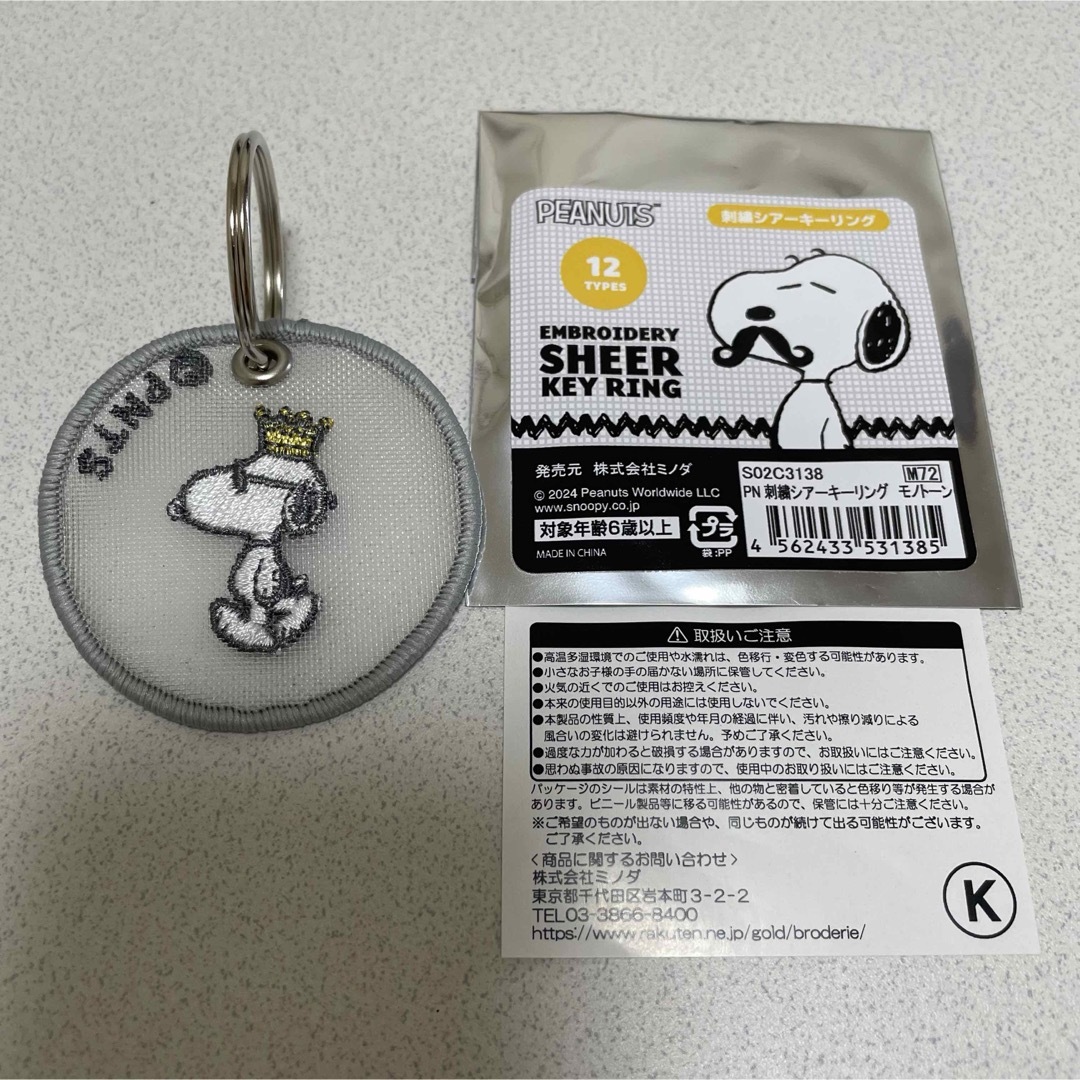 ©PNTS
PEANUTS™
刺繍シアーキーリング
12
TYPES
EMBROIDERY
SHEER
KEY RING
発売元 株式会社ミノダ
© 2024 Peanuts Worldwide LLC
www.snoopy.co.jp
対象年齢6歳以上
プラ
袋:PP
MADE IN CHINA
S02C3138 M72
PN 刺繍シアーキーリング モノトーン
4 562433 531385
⚠ 取扱いご注意
●高温多湿環境でのご使用や水濡れは、色移行・変色する可能性があります。
●小さなお子様の手の届かない場所に保管してください。
●火気の近くでのご使用はお控えください。
●本来の使用目的以外の用途には使用しないでください。
●本製品の性質上、使用頻度や年月の経過に伴い、汚れや擦り減りによる
風合いの変化は避けられません。予めご了承ください。
●過度な力が加わると破損する場合がありますので、お取扱いにはご注意ください。
●思わぬ事故の原因になりますので、使用中のお取り扱いにはご注意ください。
パッケージのシールは素材の特性上、他の物と密着していると色移り等が発生する場合が
あります。ビニール製品等に移る可能性があるので、保管には十分ご注意ください。
※ご希望のものが出ない場合や、同じものが続けて出る可能性がございます。
ご了承ください。
<商品に関するお問い合わせ>
株式会社ミノダ
東京都千代田区岩本町3-2-2
TEL03-3866-8400
https://www.rakuten.ne.jp/gold/broderie/
K